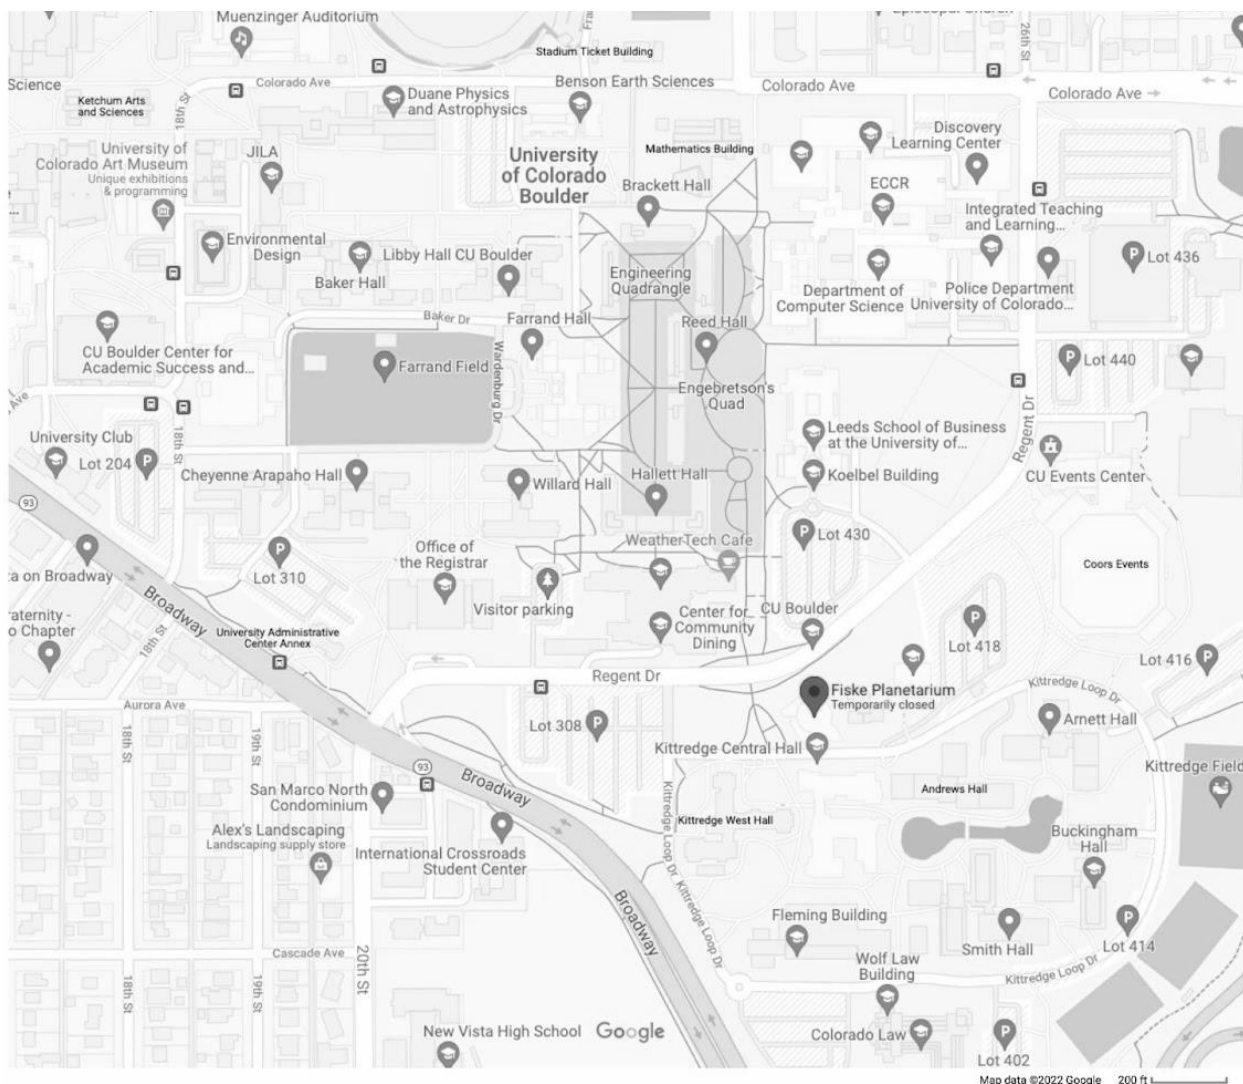 Muenzinger Auditorium
Stadium Ticket Building
26th St
Science
Colorado Ave
Benson Earth Sciences
Colorado Ave
Colorado Ave
Ketchum Arts
and Sciences
18th St
Duane Physics
and Astrophysics
Discovery
Learning Center
University of
Colorado Art Museum
Unique exhibitions
& programming
JILA
University
of Colorado
Boulder
Mathematics Building
Brackett Hall
ECCR
Integrated Teaching
and Learning...
Environmental
Design
Baker Hall
Libby Hall CU Boulder
Engineering
Quadrangle
Department of
Computer Science
Police Department
University of Colorado...
Lot 436
Baker Dr
Farrand Hall
Reed Hall
CU Boulder Center for
Academic Success and...
Farrand Field
Wardenburg Dr
Engebretson's
Quad
Lot 440
Regent Dr
University Club
Lot 204
18th St
Cheyenne Arapaho Hall
Willard Hall
Hallett Hall
Leeds School of Business
at the University of...
Koelbel Building
CU Events Center
93
Lot 310
Office of
the Registrar
Visitor parking
WeatherTech Cafe
Lot 430
Coors Events
ta on Broadway
Broadway
raternity -
o Chapter
18th St
University Administrative
Center Annex
Center for
Community
Dining
CU Boulder
Lot 418
Lot 416
Regent Dr
Aurora Ave
Fiske Planetarium
Temporarily closed
Kittredge Loop Dr
Arnett Hall
18th St
19th St
Lot 308
Kittredge Central Hall
Kittredge Field
93
Broadway
San Marco North
Condominium
Kittredge Loop Dr
Andrews Hall
Alex's Landscaping
Landscaping supply store
International Crossroads
Student Center
Kittredge West Hall
Buckingham
Hall
Broadway
Kittredge Loop Dr
Fleming Building
Smith Hall
Lot 414
Cascade Ave
20th St
18th St
19th St
Wolf Law
Building
Kittredge Loop Dr
New Vista High School
Google
Colorado Law
Lot 402
Map data ©2022 Google 200 ft